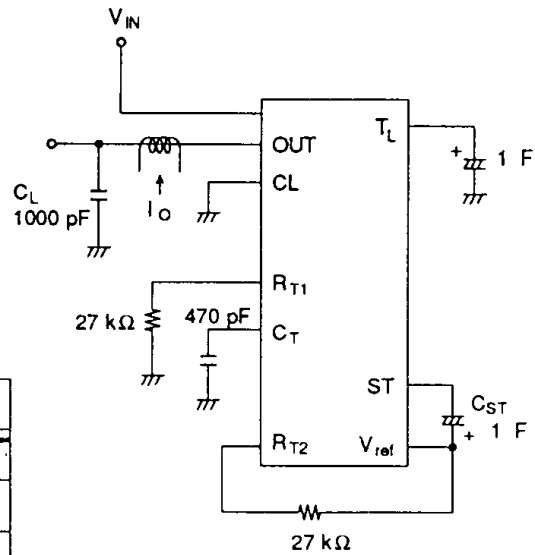 VIN
OUT
TL
+ 1 F
CL
CL
1000 pF
IO
RT1
27 kΩ
470 pF
CT
ST
CST
+ 1 F
RT2
Vref
27 kΩ